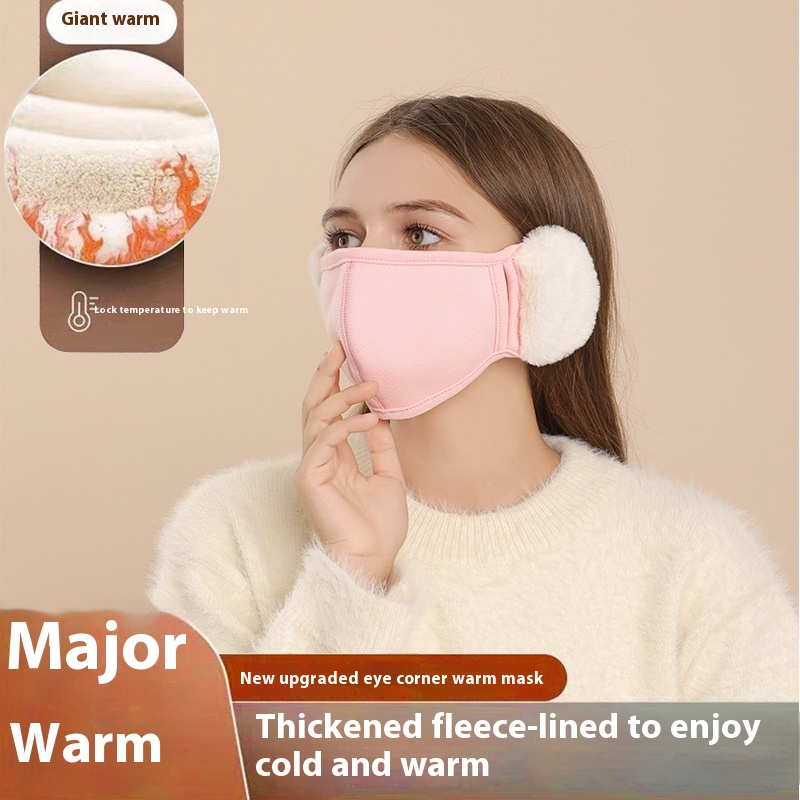 Giant warm
Lock temperature to keep warm
Major
Warm
New upgraded eye corner warm mask
Thickened fleece-lined to enjoy
cold and warm